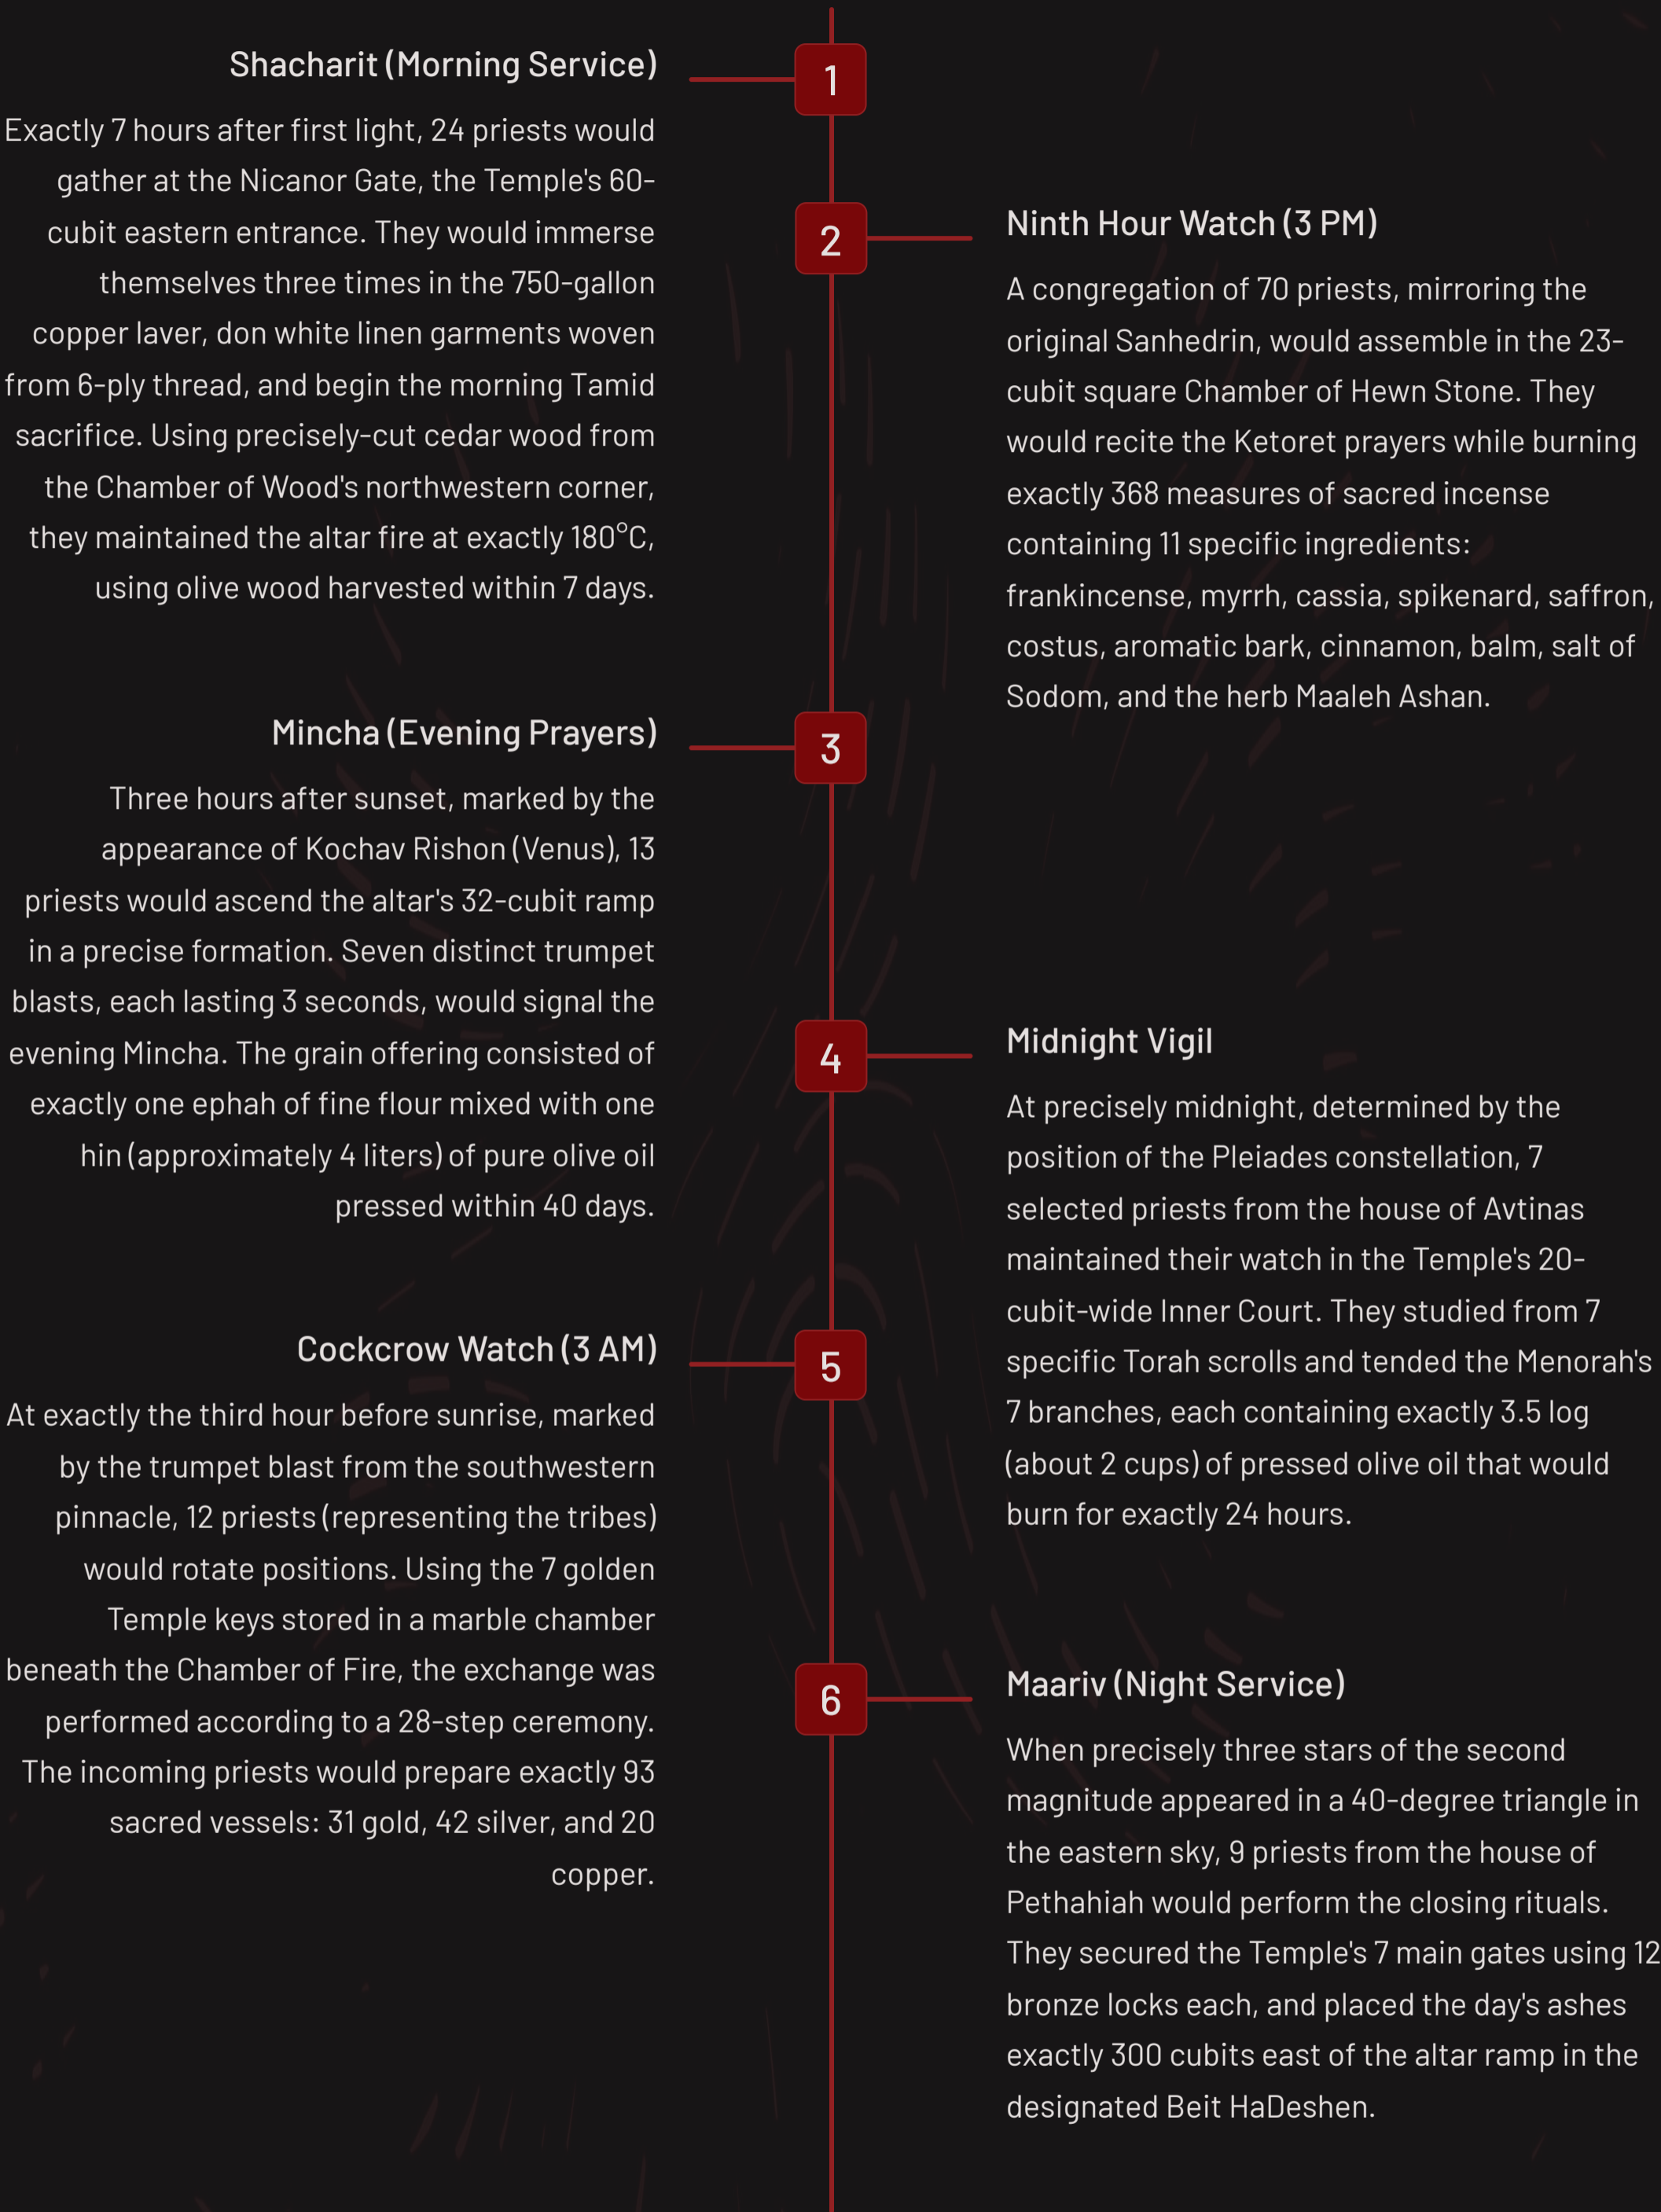 Shacharit (Morning Service)
1
Exactly 7 hours after first light, 24 priests would
gather at the Nicanor Gate, the Temple's 60-
cubit eastern entrance. They would immerse
themselves three times in the 750-gallon
copper laver, don white linen garments woven
from 6-ply thread, and begin the morning Tamid
sacrifice. Using precisely-cut cedar wood from
the Chamber of Wood's northwestern corner,
they maintained the altar fire at exactly 180°C,
using olive wood harvested within 7 days.
2
Ninth Hour Watch (3 PM)
A congregation of 70 priests, mirroring the
original Sanhedrin, would assemble in the 23-
cubit square Chamber of Hewn Stone. They
would recite the Ketoret prayers while burning
exactly 368 measures of sacred incense
containing 11 specific ingredients:
frankincense, myrrh, cassia, spikenard, saffron,
costus, aromatic bark, cinnamon, balm, salt of
Sodom, and the herb Maaleh Ashan.
Mincha (Evening Prayers)
3
Three hours after sunset, marked by the
appearance of Kochav Rishon (Venus), 13
priests would ascend the altar's 32-cubit ramp
in a precise formation. Seven distinct trumpet
blasts, each lasting 3 seconds, would signal the
evening Mincha. The grain offering consisted of
exactly one ephah of fine flour mixed with one
hin (approximately 4 liters) of pure olive oil
pressed within 40 days.
4
Midnight Vigil
At precisely midnight, determined by the
position of the Pleiades constellation, 7
selected priests from the house of Avtinas
maintained their watch in the Temple's 20-
cubit-wide Inner Court. They studied from 7
specific Torah scrolls and tended the Menorah's
7 branches, each containing exactly 3.5 log
(about 2 cups) of pressed olive oil that would
burn for exactly 24 hours.
Cockcrow Watch (3 AM)
5
At exactly the third hour before sunrise, marked
by the trumpet blast from the southwestern
pinnacle, 12 priests (representing the tribes)
would rotate positions. Using the 7 golden
Temple keys stored in a marble chamber
beneath the Chamber of Fire, the exchange was
performed according to a 28-step ceremony.
The incoming priests would prepare exactly 93
sacred vessels: 31 gold, 42 silver, and 20
copper.
6
Maariv (Night Service)
When precisely three stars of the second
magnitude appeared in a 40-degree triangle in
the eastern sky, 9 priests from the house of
Pethahiah would perform the closing rituals.
They secured the Temple's 7 main gates using 12
bronze locks each, and placed the day's ashes
exactly 300 cubits east of the altar ramp in the
designated Beit HaDeshen.